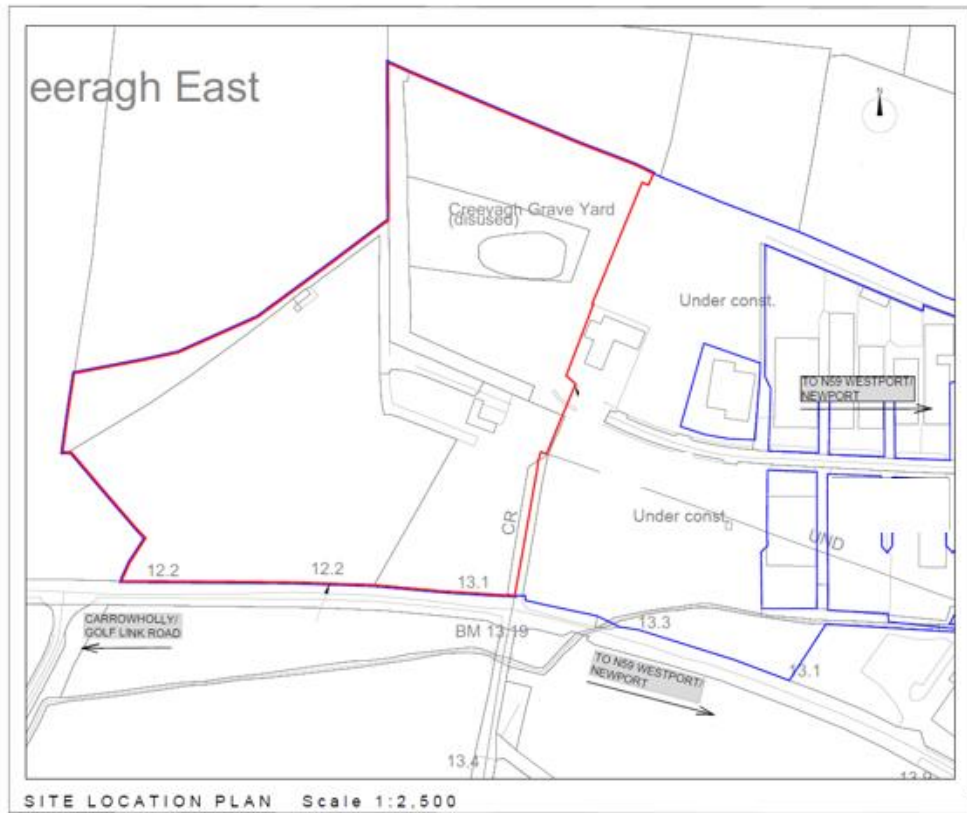 eeragh East
N
Creevagh Grave Yard
(disused)
Under const.
TO N59 WESTPORT/
NEWPORT
CR
Under const.
UND
12.2
12.2
13.1
CARROWHOLLY/
GOLF LINK ROAD
BM 13.19
13.3
TO N59 WESTPORT/
NEWPORT
13.1
13.4
SITE LOCATION PLAN Scale 1:2,500